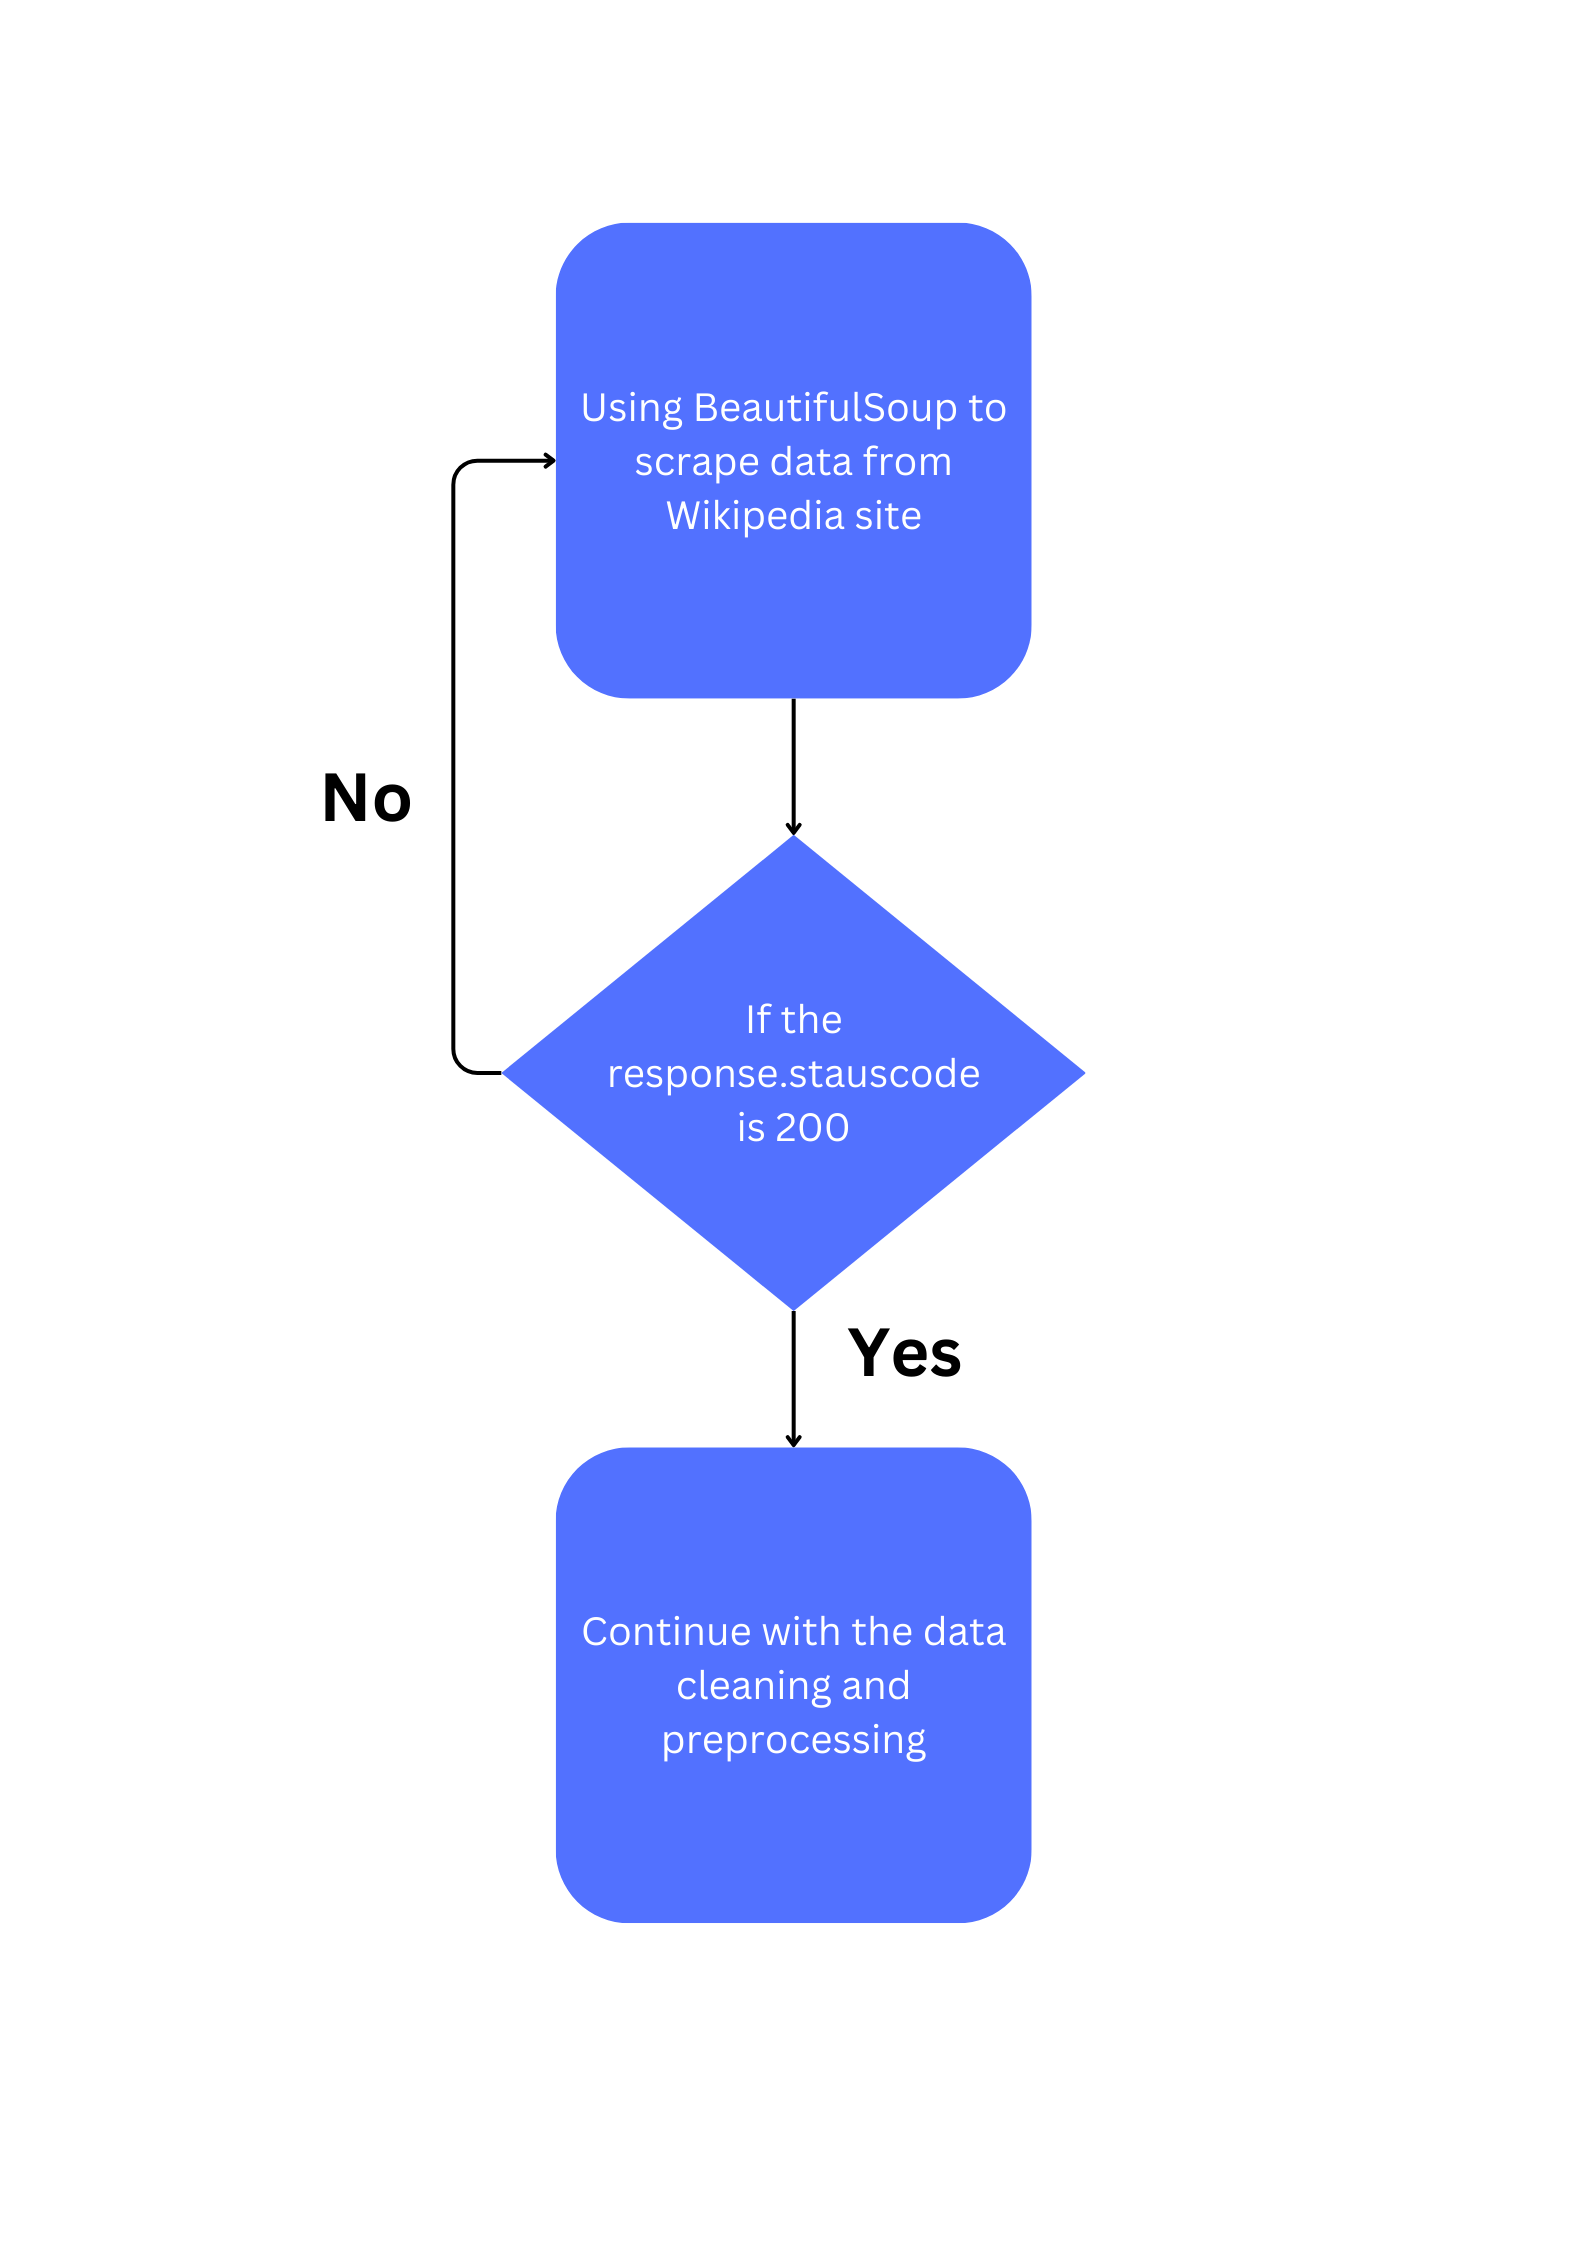 Using BeautifulSoup to
scrape data from
Wikipedia site
No
If the
response.stauscode
is 200
Yes
Continue with the data
cleaning and
preprocessing